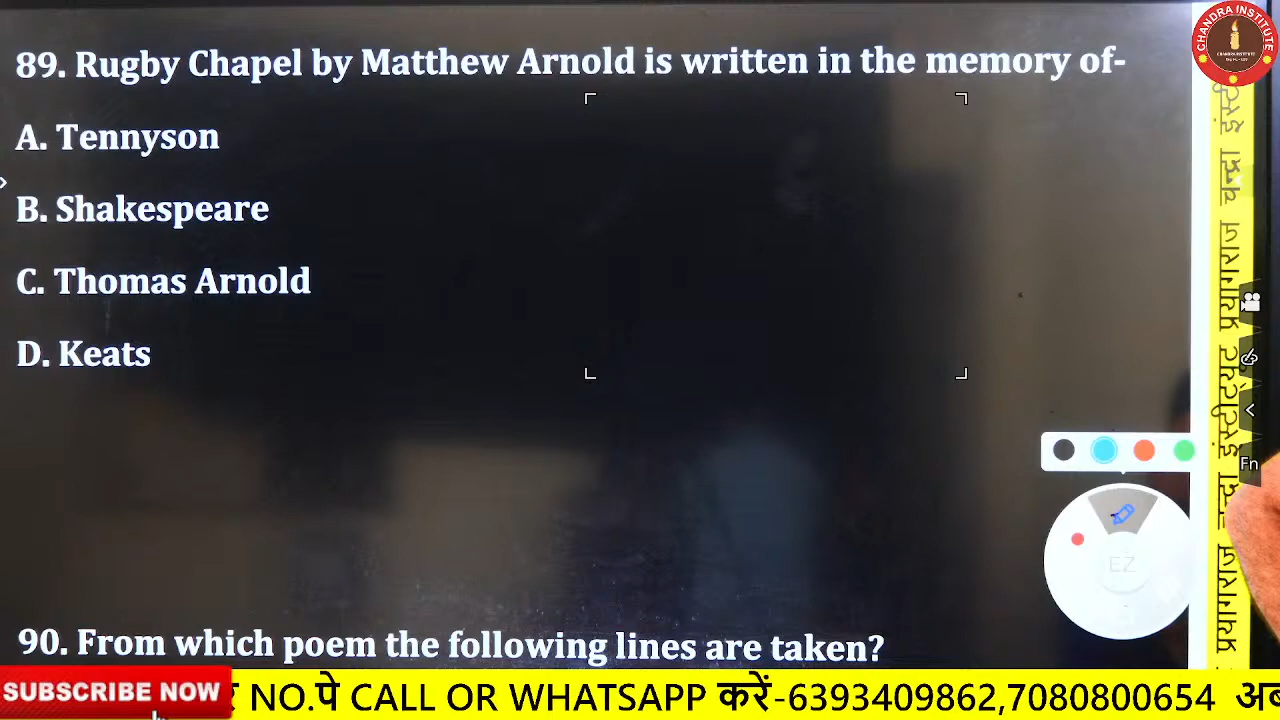 89. Rugby Chapel by Matthew Arnold is written in the memory of-
A. Tennyson
B. Shakespeare
C. Thomas Arnold
D. Keats
90. From which poem the following lines are taken?
CHANDRA INSTITUTE
Fn
EZ
SUBSCRIBE NOW
NO.पे CALL OR WHATSAPP करें-6393409862,7080800654 अब